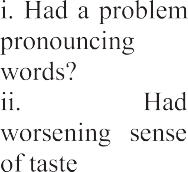 i. Had a problem
pronouncing
words?
ii. Had
worsening sense
of taste